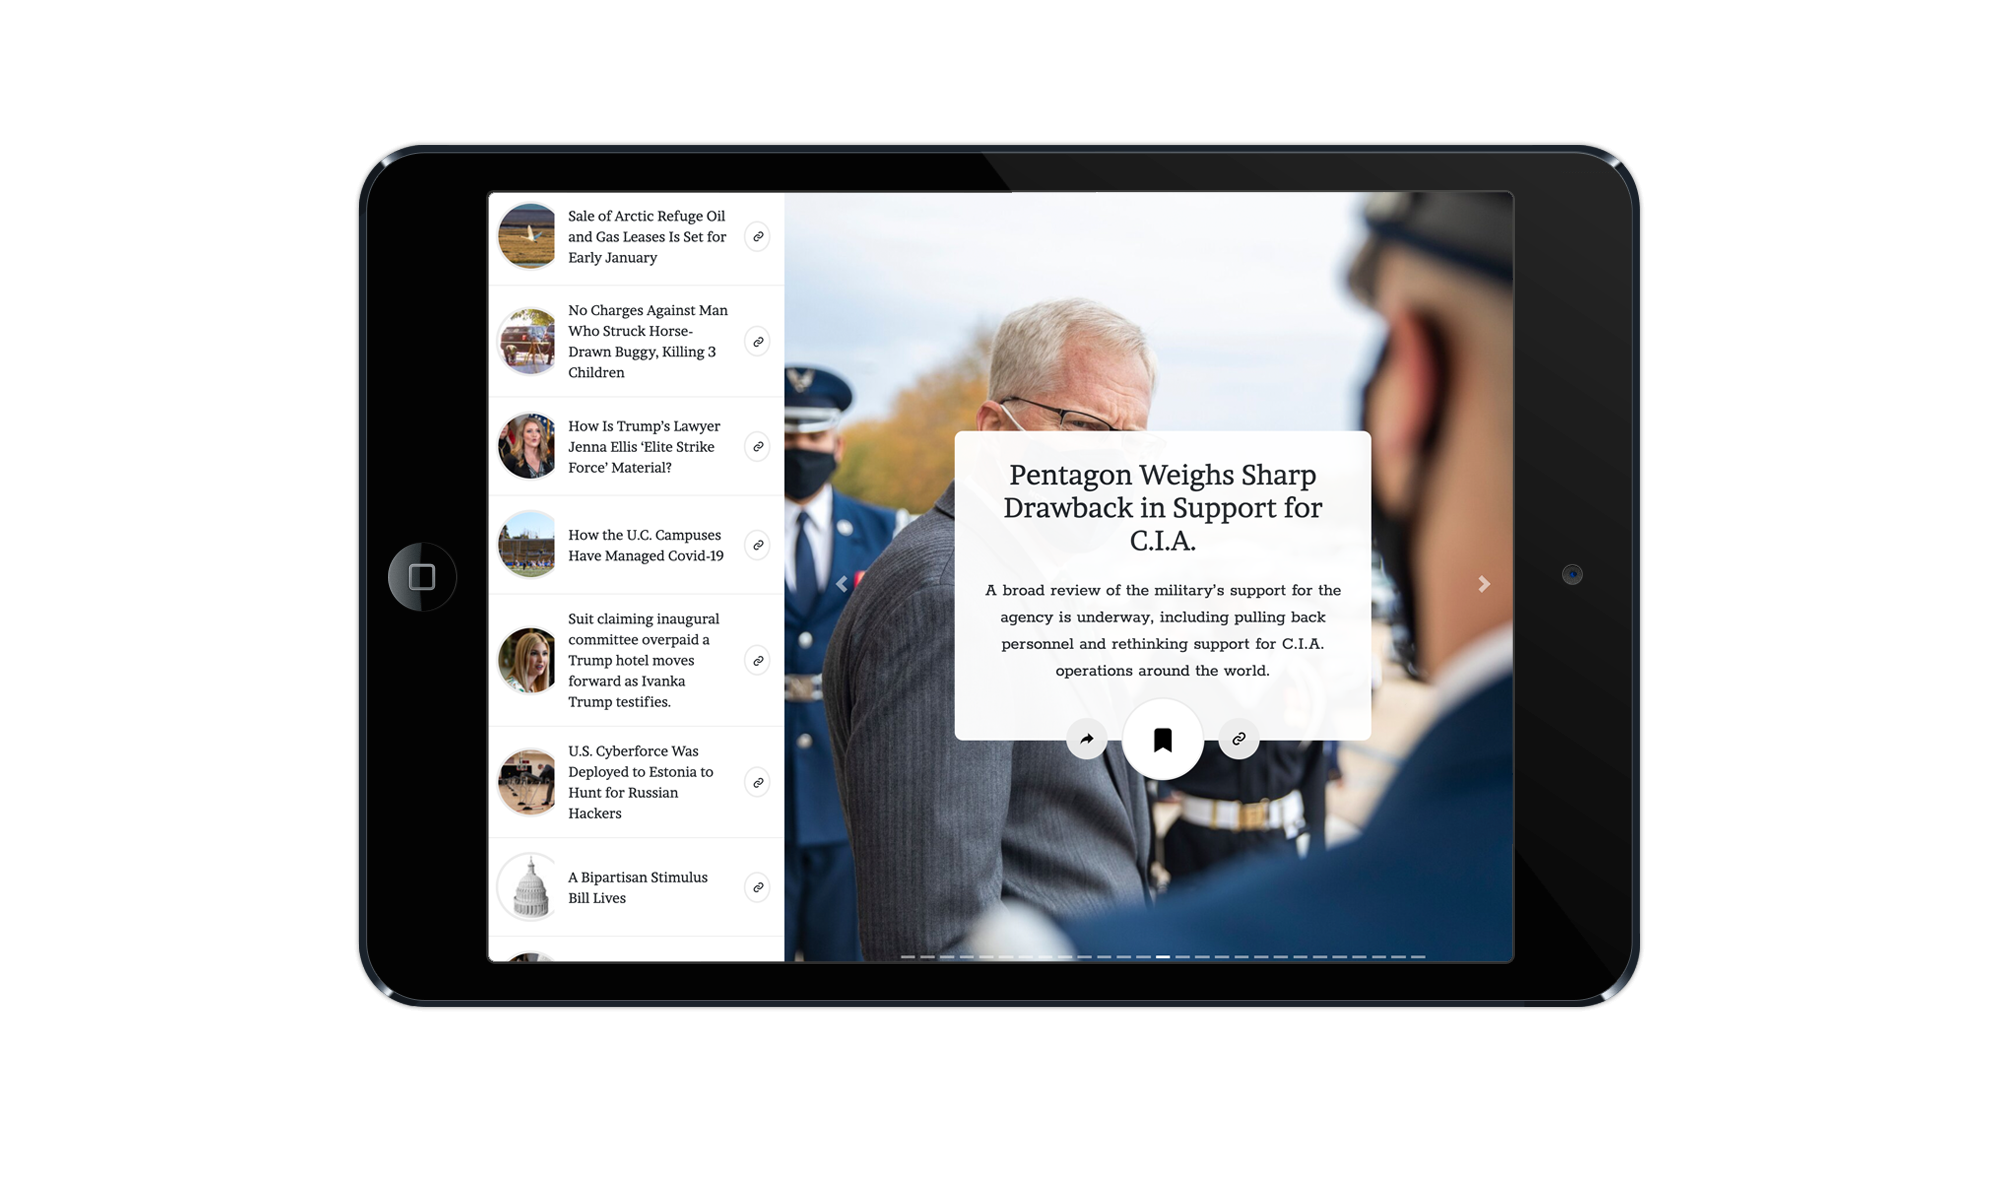 Sale of Arctic Refuge Oil
and Gas Leases Is Set for
Early January
No Charges Against Man
Who Struck Horse-
Drawn Buggy, Killing 3
Children
How Is Trump’s Lawyer
Jenna Ellis ‘Elite Strike
Force’ Material?
How the U.C. Campuses
Have Managed Covid-19
Suit claiming inaugural
committee overpaid a
Trump hotel moves
forward as Ivanka
Trump testifies.
U.S. Cyberforce Was
Deployed to Estonia to
Hunt for Russian
Hackers
A Bipartisan Stimulus
Bill Lives
Pentagon Weighs Sharp
Drawback in Support for
C.I.A.
A broad review of the military’s support for the
agency is underway, including pulling back
personnel and rethinking support for C.I.A.
operations around the world.